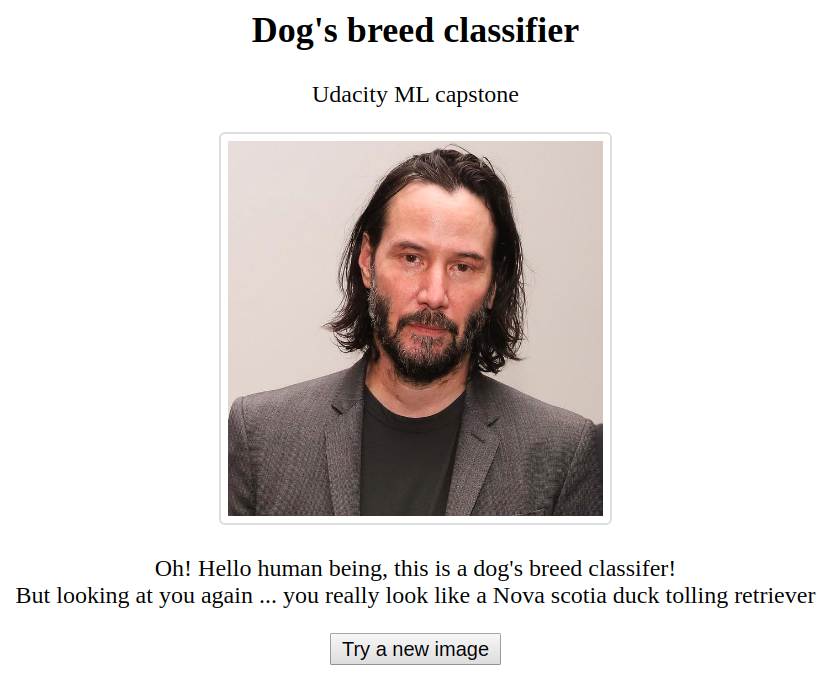 Dog's breed classifier
Udacity ML capstone
Oh! Hello human being, this is a dog's breed classifer!
But looking at you again ... you really look like a Nova scotia duck tolling retriever
Try a new image